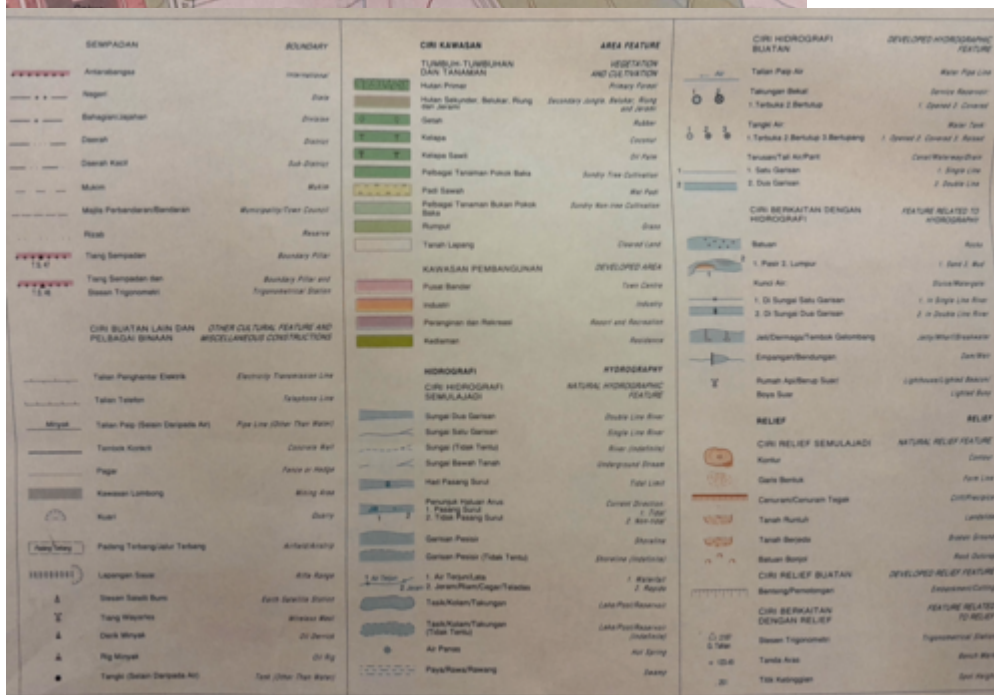 SEMPADAN BOUNDARY
Antarabangsa International
Negeri State
Bahagian/Jajahan Division
Daerah District
Daerah Kecil Sub-District
Mukim Mukim
Majlis Perbandaran/Bandaran Municipality/Town Council
Rizab Reserve
Tiang Sempadan Boundary Pillar
Tiang Sempadan dan Boundary Pillar and
Stesen Trigonometri Trigonometrical Station
CIRI BUATAN LAIN DAN OTHER CULTURAL FEATURE AND
PELBAGAI BINAAN MISCELLANEOUS CONSTRUCTIONS
Talian Penghantar Elektrik Electricity Transmission Line
Talian Telefon Telephone Line
Minyak Talian Paip (Selain Daripada Air) Pipe Line (Other Than Water)
Tembok Konkrit Concrete Wall
Pagar Fence or Hedge
Kawasan Lombong Mining Area
Kuari Quarry
Padang Terbang Padang Terbang/Jalur Terbang Airfield/Airstrip
Lapangan Sasar Rifle Range
Stesen Satelit Bumi Earth Satellite Station
Tiang Wayarles Wireless Mast
Derik Minyak Oil Derrick
Rig Minyak Oil Rig
Tangki (Selain Daripada Air) Tank (Other Than Water)
CIRI KAWASAN AREA FEATURE
TUMBUH-TUMBUHAN VEGETATION
DAN TANAMAN AND CULTIVATION
Hutan Primer Primary Forest
Hutan Sekunder, Belukar, Riung Secondary Jungle, Belukar, Riung
dan Jerami and Jerami
Getah Rubber
Kelapa Coconut
Kelapa Sawit Oil Palm
Pelbagai Tanaman Pokok Baka Sundry Tree Cultivation
Padi Sawah Wet Padi
Pelbagai Tanaman Bukan Pokok Sundry Non-tree Cultivation
Baka
Rumput Grass
Tanah Lapang Cleared Land
KAWASAN PEMBANGUNAN DEVELOPED AREA
Pusat Bandar Town Centre
Industri Industry
Peranginan dan Rekreasi Resort and Recreation
Kediaman Residence
HIDROGRAFI HYDROGRAPHY
CIRI HIDROGRAFI NATURAL HYDROGRAPHIC
SEMULAJADI FEATURE
Sungai Dua Garisan Double Line River
Sungai Satu Garisan Single Line River
Sungai (Tidak Tentu) River (Indefinite)
Sungai Bawah Tanah Underground Stream
Had Pasang Surut Tidal Limit
Penunjuk Haluan Arus Current Direction
1. Pasang Surut 1. Tidal
2. Tidak Pasang Surut 2. Non-tidal
Garisan Pesisir Shoreline
Garisan Pesisir (Tidak Tentu) Shoreline (Indefinite)
1. Air Terjun 1. Air Terjun/Lata 1. Waterfall
2. Jeram 2. Jeram/Riam/Cegar/Teladas 2. Rapids
Tasik/Kolam/Takungan Lake/Pool/Reservoir
Tasik/Kolam/Takungan Lake/Pool/Reservoir
(Tidak Tentu) (Indefinite)
Air Panas Hot Spring
Paya/Rawa/Rawang Swamp
CIRI HIDROGRAFI DEVELOPED HYDROGRAPHIC
BUATAN FEATURE
Air Talian Paip Air Water Pipe Line
Takungan Bekal: Service Reservoir:
1. Terbuka 2. Bertutup 1. Opened 2. Covered
Tangki Air: Water Tank:
1. Terbuka 2. Bertutup 3. Bertupang 1. Opened 2. Covered 3. Raised
Terusan/Tali Air/Parit Canal/Waterway/Drain
1. Satu Garisan 1. Single Line
2. Dua Garisan 2. Double Line
CIRI BERKAITAN DENGAN FEATURE RELATED TO
HIDROGRAFI HYDROGRAPHY
Batuan Rocks
1. Pasir 2. Lumpur 1. Sand 2. Mud
Kunci Air: Sluice/Watergate
1. Di Sungai Satu Garisan 1. In Single Line River
2. Di Sungai Dua Garisan 2. In Double Line River
Jeti/Dermaga/Tembok Gelombang Jetty/Wharf/Breakwater
Empangan/Bendungan Dam/Weir
Rumah Api/Berup Suar/ Lighthouse/Lighted Beacon/
Boya Suar Lighted Buoy
RELIEF RELIEF
CIRI RELIEF SEMULAJADI NATURAL RELIEF FEATURE
Kontur Contour
Garis Bentuk Form Line
Cenuram/Cenuram Tegak Cliff/Precipice
Tanah Runtuh Landslide
Tanah Berpeda Broken Ground
Batuan Bonjol Rock Outcrop
CIRI RELIEF BUATAN DEVELOPED RELIEF FEATURE
Benteng/Pemotongan Embankment/Cutting
CIRI BERKAITAN FEATURE RELATED
DENGAN RELIEF TO RELIEF
Stesen Trigonometri Trigonometrical Station
Tanda Aras Bench Mark
Titik Ketinggian Spot Height